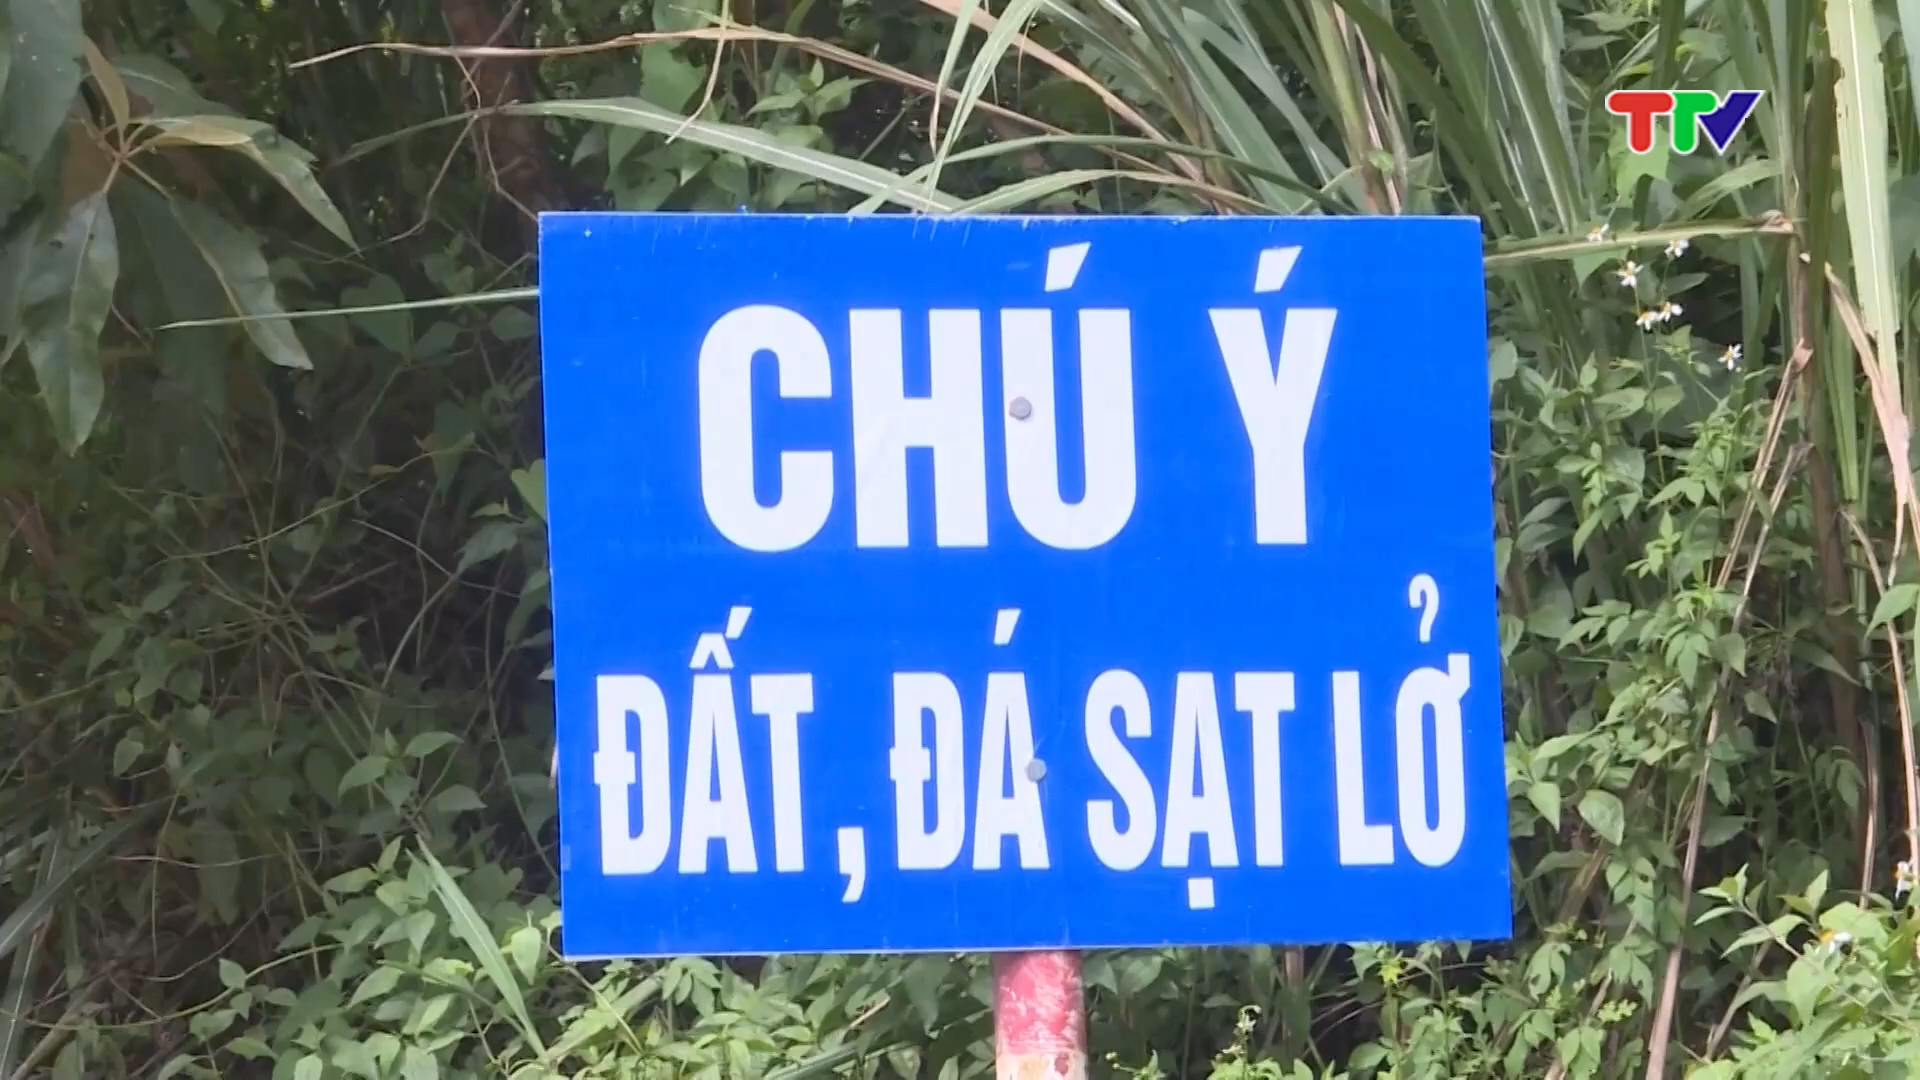 TTV
CHÚ Ý
ĐẤT, ĐÁ SẠT LỞ